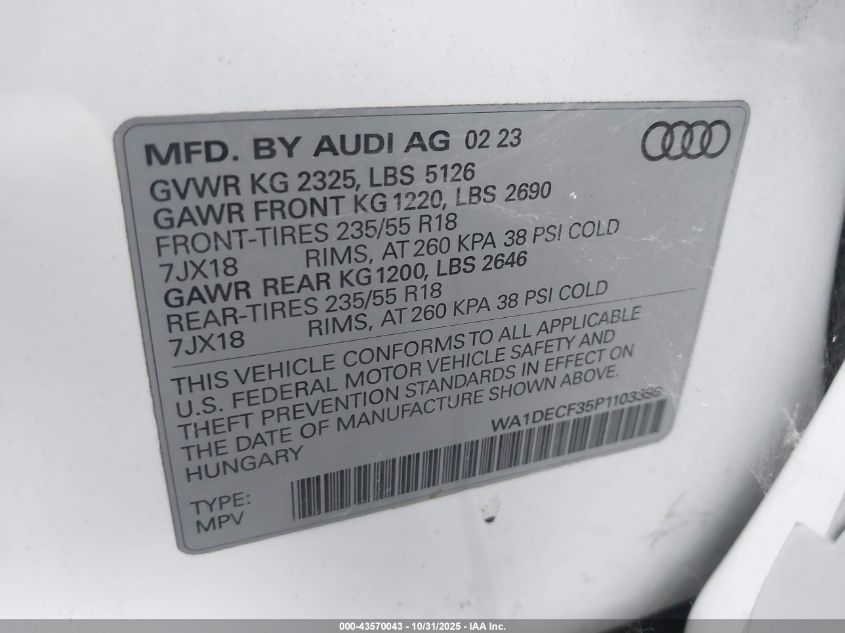 MFD. BY AUDI AG 02 23
GVWR KG 2325, LBS 5126
GAWR FRONT KG 1220, LBS 2690
FRONT-TIRES 235/55 R18
7JX18 RIMS, AT 260 KPA 38 PSI COLD
GAWR REAR KG 1200, LBS 2646
REAR-TIRES 235/55 R18
7JX18 RIMS, AT 260 KPA 38 PSI COLD
THIS VEHICLE CONFORMS TO ALL APPLICABLE
U.S. FEDERAL MOTOR VEHICLE SAFETY AND
THEFT PREVENTION STANDARDS IN EFFECT ON
THE DATE OF MANUFACTURE SHOWN ABOVE.
HUNGARY
TYPE:
MPV
000-43570043 - 10/31/2025 - IAA Inc.